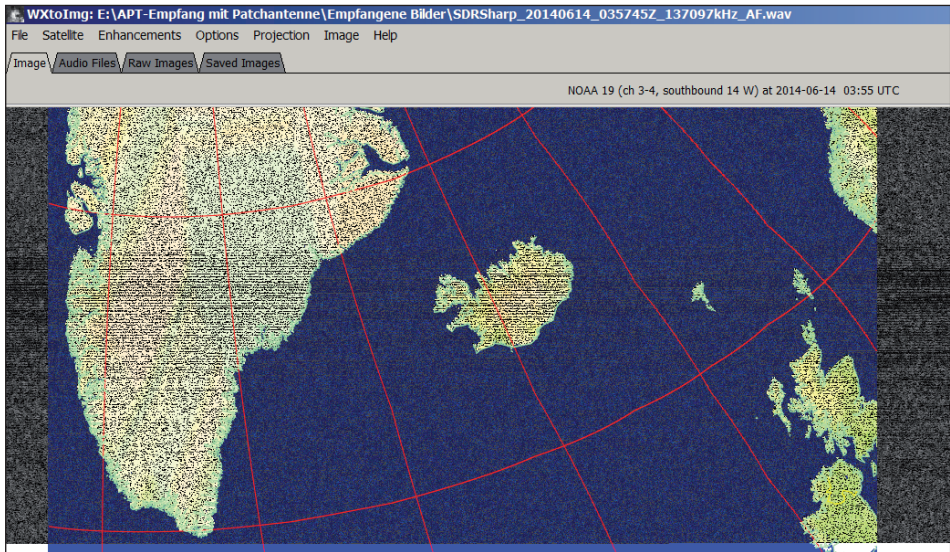 WXtoImg: E:\APT-Empfang mit Patchantenne\Empfangene Bilder\SDRSharp_20140614_035745Z_137097kHz_AF.wav
File Satellite Enhancements Options Projection Image Help
Image Audio Files Raw Images Saved Images
NOAA 19 (ch 3-4, southbound 14 W) at 2014-06-14 03:55 UTC